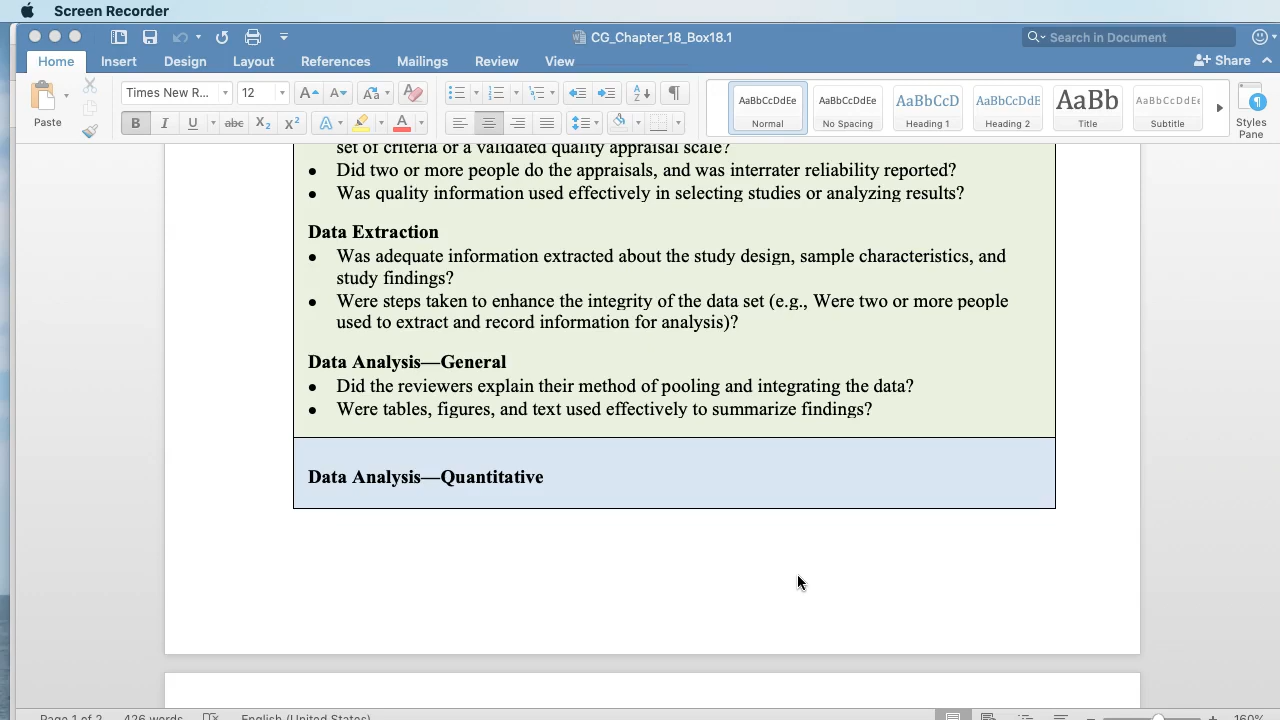 Screen Recorder
CG_Chapter_18_Box18.1
Search in Document
Home Insert Design Layout References Mailings Review View
Share
Paste
Times New R... 12
AaBbCcDdEe AaBbCcDdEe AaBbCcD AaBbCcDdE AaBb AaBbCcDdEe
Normal No Spacing Heading 1 Heading 2 Title Subtitle
Styles
Pane
set of criteria or a validated quality appraisal scale?
• Did two or more people do the appraisals, and was interrater reliability reported?
• Was quality information used effectively in selecting studies or analyzing results?
Data Extraction
• Was adequate information extracted about the study design, sample characteristics, and
study findings?
• Were steps taken to enhance the integrity of the data set (e.g., Were two or more people
used to extract and record information for analysis)?
Data Analysis—General
• Did the reviewers explain their method of pooling and integrating the data?
• Were tables, figures, and text used effectively to summarize findings?
Data Analysis—Quantitative
Page 1 of 2 426 words English (United States) 160%